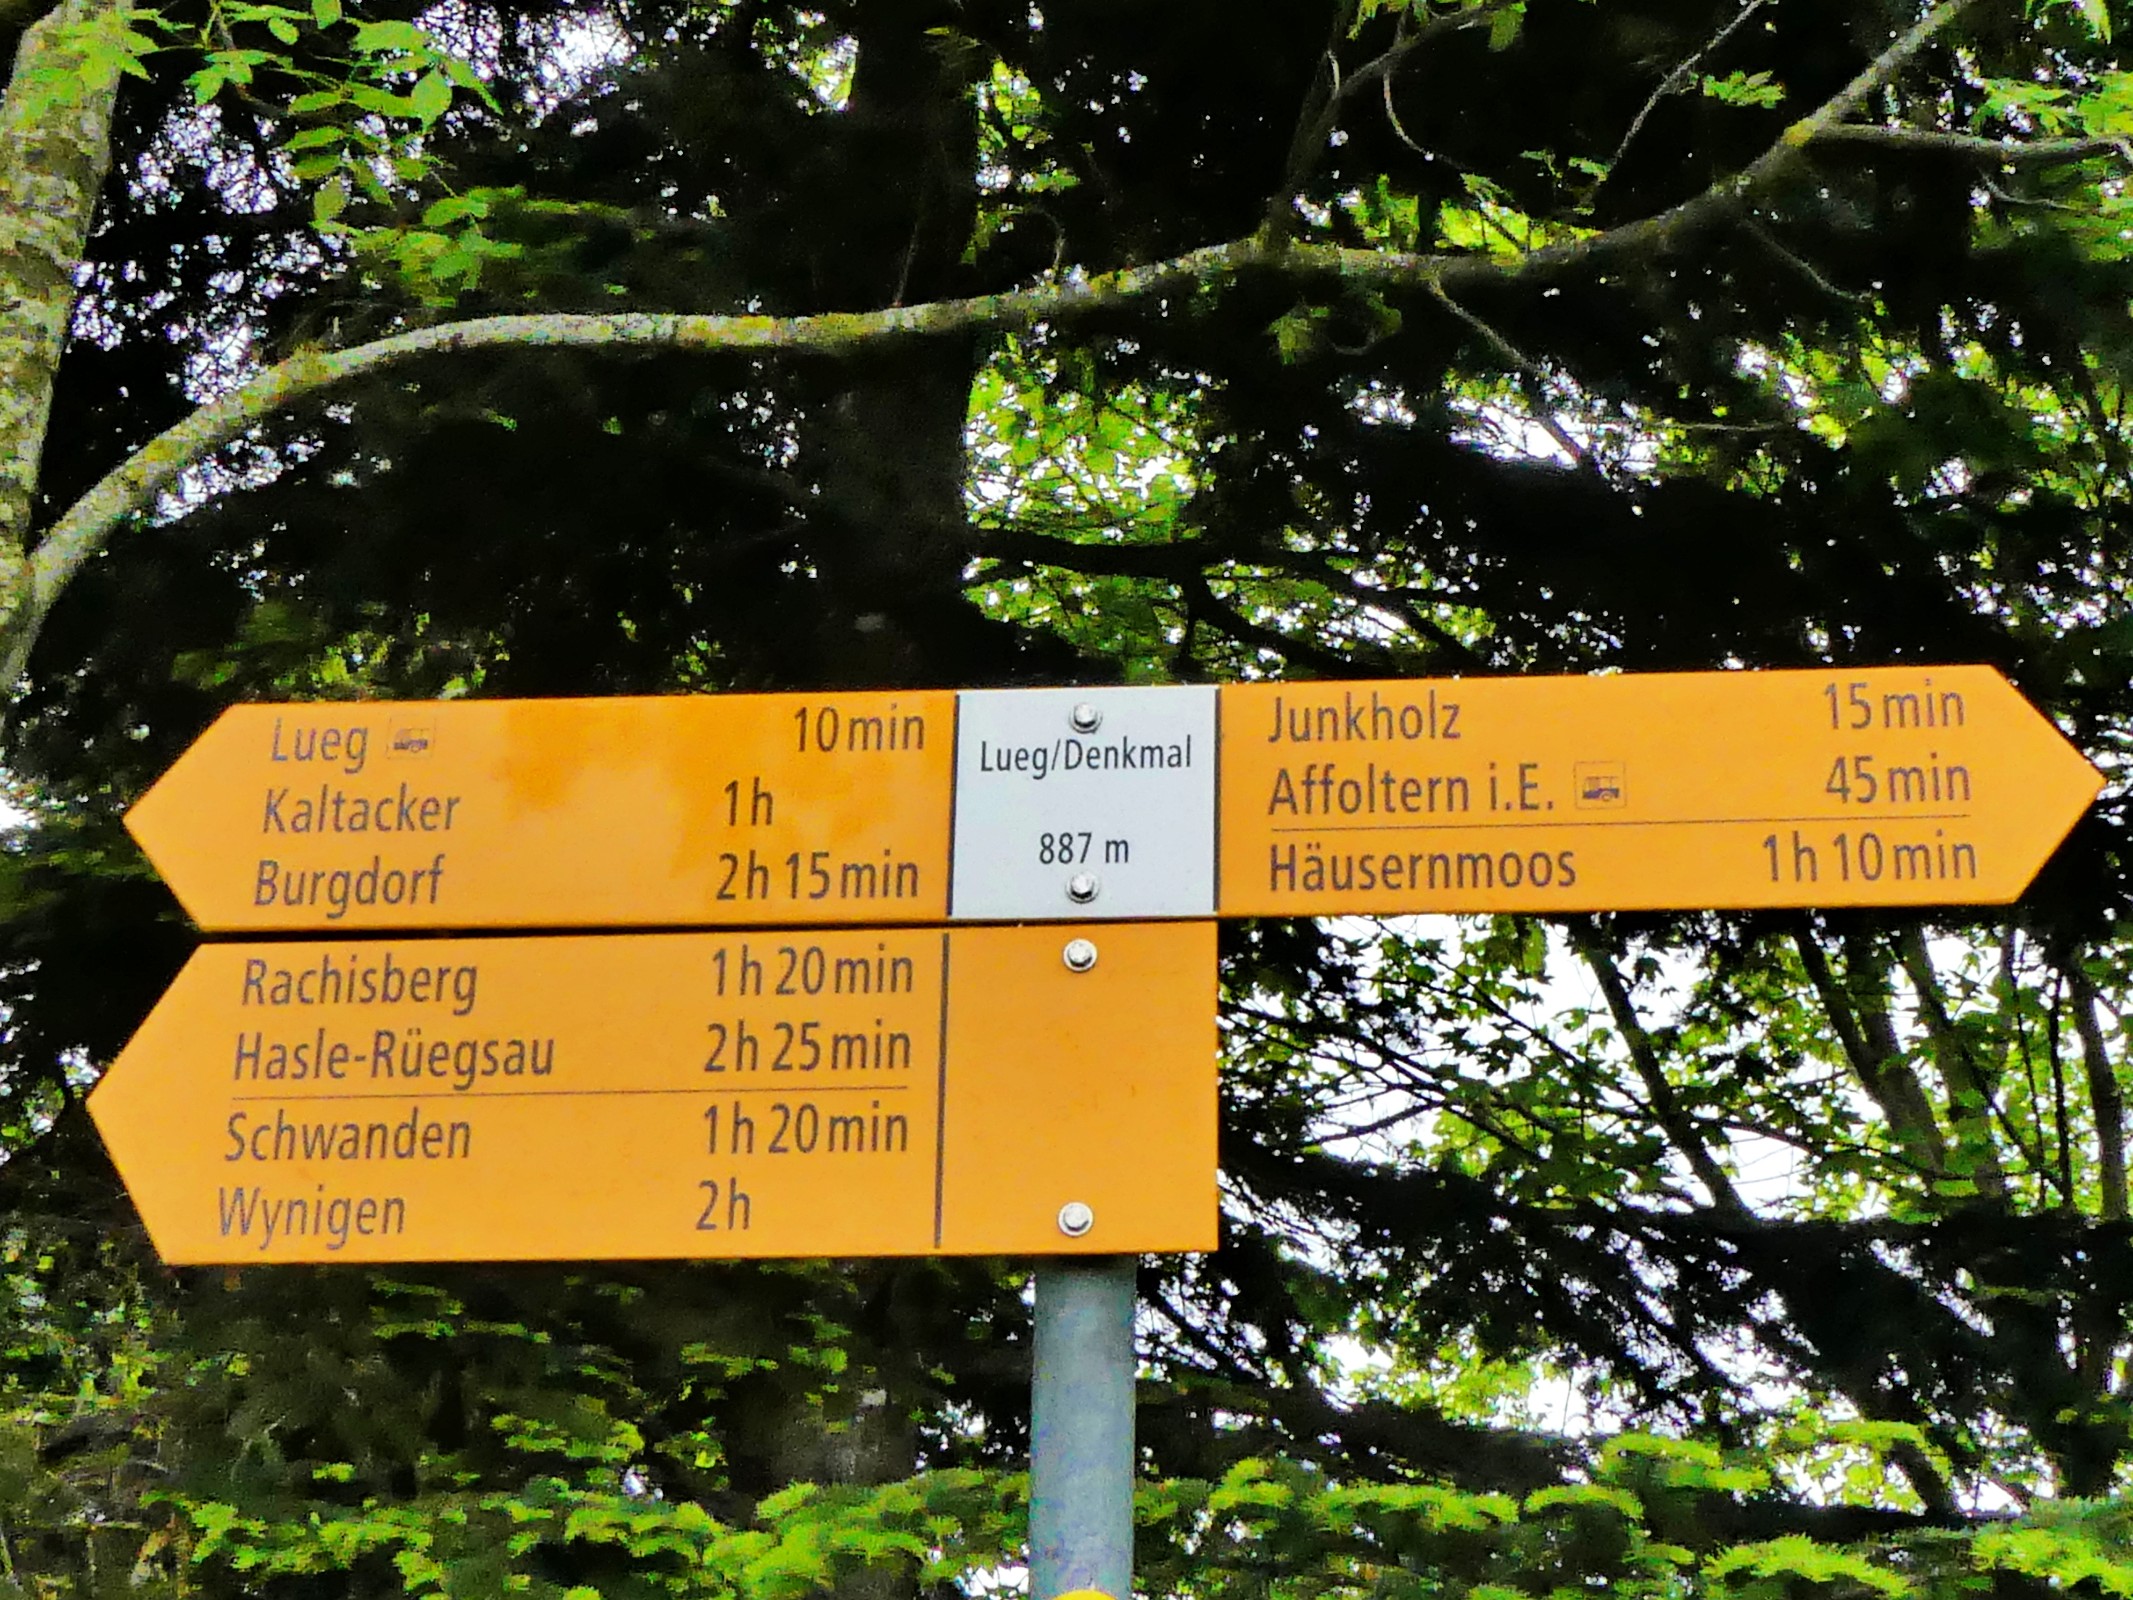 Lueg 10 min
Kaltacker 1 h
Burgdorf 2 h 15 min
Lueg/Denkmal
887 m
Junkholz 15 min
Affoltern i.E. 45 min
Häusernmoos 1 h 10 min
Rachisberg 1 h 20 min
Hasle-Rüegsau 2 h 25 min
Schwanden 1 h 20 min
Wynigen 2 h